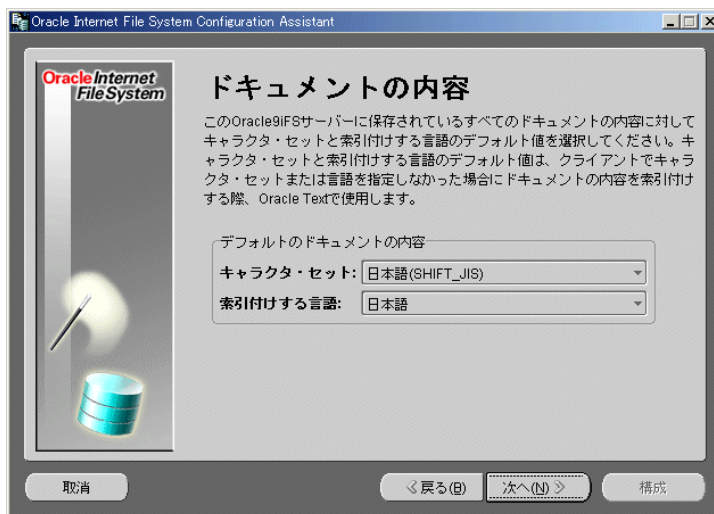 Oracle Internet File System Configuration Assistant
Oracle Internet
File System
ドキュメントの内容
このOracle9iFSサーバーに保存されているすべてのドキュメントの内容に対して
キャラクタ・セットと索引付けする言語のデフォルト値を選択してください。キ
ャラクタ・セットと索引付けする言語のデフォルト値は、クライアントでキャラ
クタ・セットまたは言語を指定しなかった場合にドキュメントの内容を索引付け
する際、Oracle Textで使用します。
デフォルトのドキュメントの内容
キャラクタ・セット: 日本語(SHIFT_JIS)
索引付けする言語: 日本語
取消
戻る(B)
次へ(N)
構成